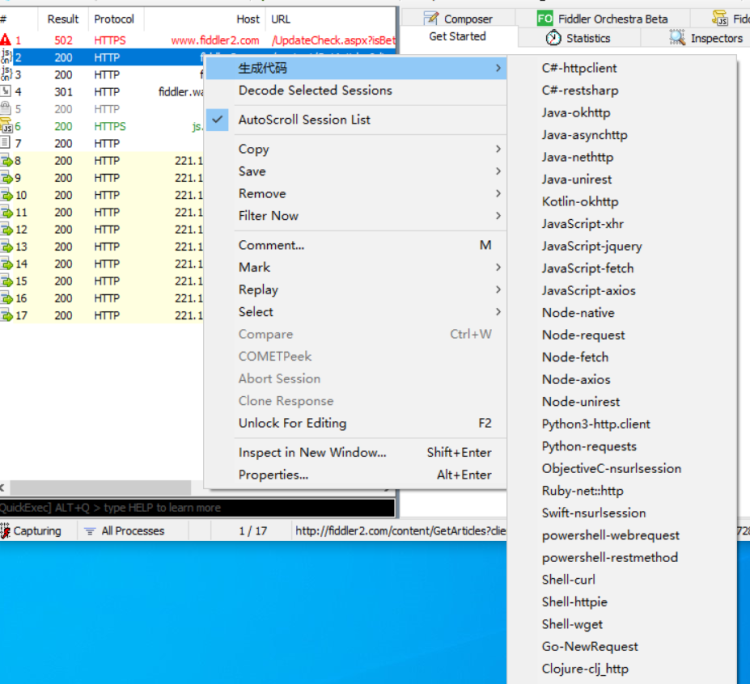 # Result Protocol Host URL
1 502 HTTPS www.fiddler2.com /UpdateCheck.aspx?isBet
2 200 HTTP
3 200 HTTP
4 301 HTTP
5 200 HTTP
6 200 HTTPS js.
7 200 HTTP
8 200 HTTP 221.1
9 200 HTTP 221.1
10 200 HTTP 221.1
11 200 HTTP 221.1
12 200 HTTP 221.1
13 200 HTTP 221.1
14 200 HTTP 221.1
15 200 HTTP 221.1
16 200 HTTP 221.1
17 200 HTTP 221.1
Composer FO Fiddler Orchestra Beta
Get Started Statistics Inspectors
生成代码
Decode Selected Sessions
AutoScroll Session List
Copy
Save
Remove
Filter Now
Comment... M
Mark
Replay
Select
Compare Ctrl+W
COMETPeek
Abort Session
Clone Response
Unlock For Editing F2
Inspect in New Window... Shift+Enter
Properties... Alt+Enter
C#-httpclient
C#-restsharp
Java-okhttp
Java-asynchttp
Java-nethttp
Java-unirest
Kotlin-okhttp
JavaScript-xhr
JavaScript-jquery
JavaScript-fetch
JavaScript-axios
Node-native
Node-request
Node-fetch
Node-axios
Node-unirest
Python3-http.client
Python-requests
ObjectiveC-nsurlsession
Ruby-net::http
Swift-nsurlsession
powershell-webrequest
powershell-restmethod
Shell-curl
Shell-httpie
Shell-wget
Go-NewRequest
Clojure-clj_http
QuickExec] ALT+Q > type HELP to learn more
Capturing All Processes 1 / 17 http://fiddler2.com/content/GetArticles?clie